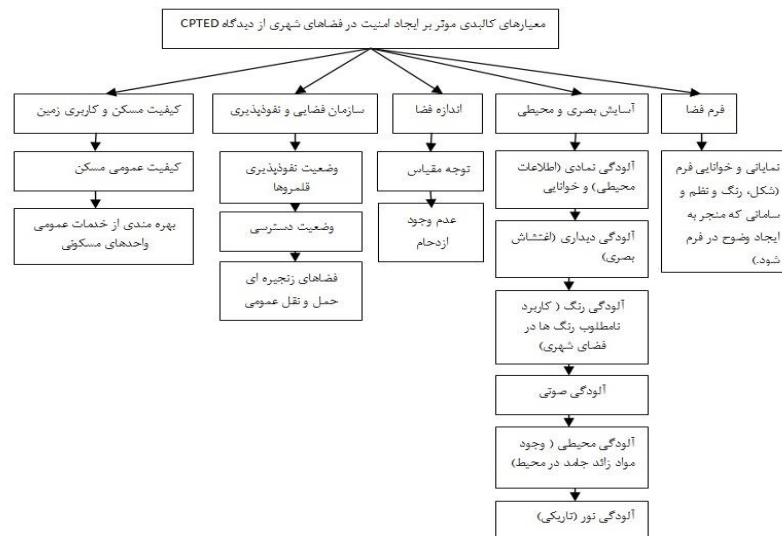 معیارهای کالبدی موثر بر ایجاد امنیت در فضاهای شهری از دیدگاه CPTED
فرم فضا
نمایانی و خوانایی فرم
(شکل، رنگ و نظم و
سامانی که منجر به
ایجاد وضوح در فرم
شود.)
آسایش بصری و محیطی
آلودگی نمادی (اطلاعات
محیطی) و خوانایی
آلودگی دیداری (اغتشاش
بصری)
آلودگی رنگ ( کاربرد
نامطلوب رنگ ها در
فضای شهری)
آلودگی صوتی
آلودگی محیطی ( وجود
مواد زائد جامد در محیط)
آلودگی نور (تاریکی)
اندازه فضا
توجه مقیاس
عدم وجود
ازدحام
سازمان فضایی و نفوذپذیری
وضعیت نفوذپذیری
قلمروها
وضعیت دسترسی
فضاهای زنجیره ای
حمل و نقل عمومی
کیفیت مسکن و کاربری زمین
کیفیت عمومی مسکن
بهره مندی از خدمات عمومی
واحدهای مسکونی